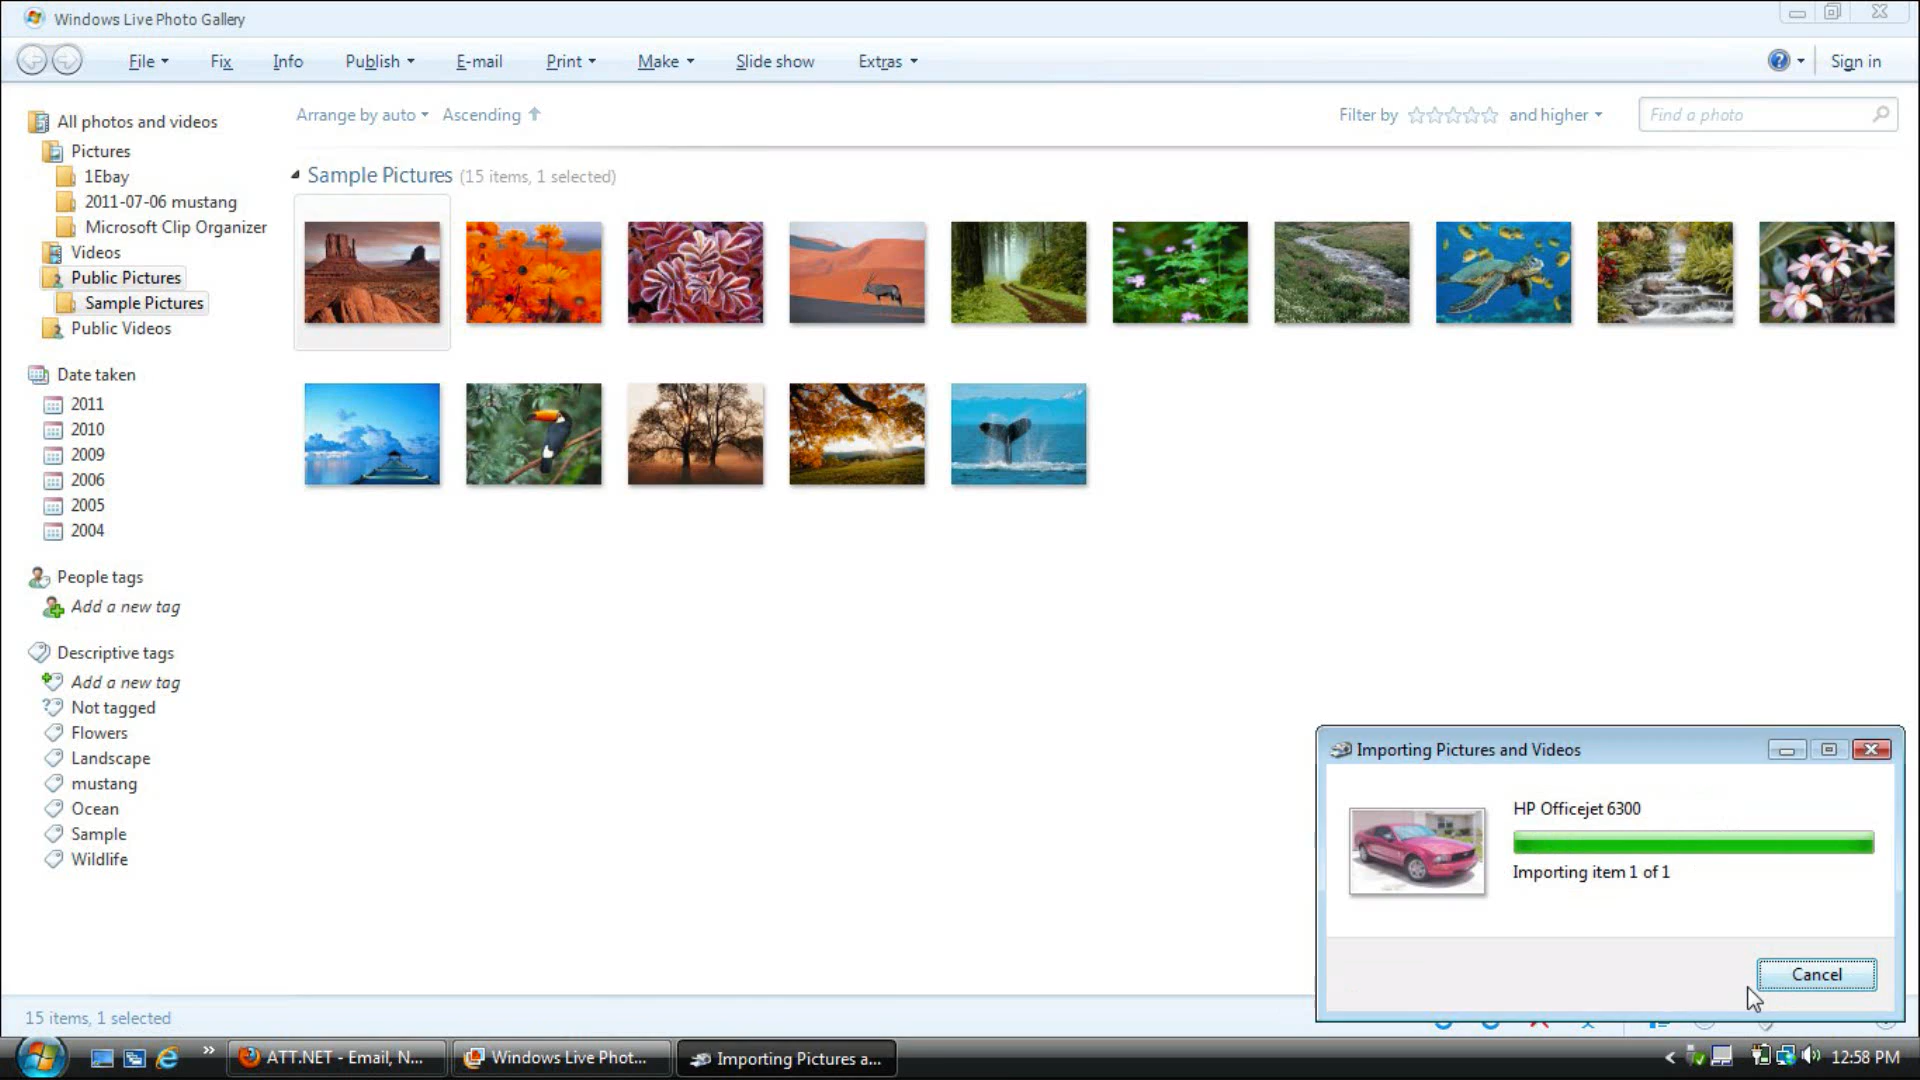 Windows Live Photo Gallery
File Fix Info Publish E-mail Print Make Slide show Extras Sign in
Arrange by auto Ascending Filter by and higher Find a photo
All photos and videos
Pictures
1Ebay
2011-07-06 mustang
Microsoft Clip Organizer
Videos
Public Pictures
Sample Pictures
Public Videos
Date taken
2011
2010
2009
2006
2005
2004
People tags
Add a new tag
Descriptive tags
Add a new tag
Not tagged
Flowers
Landscape
mustang
Ocean
Sample
Wildlife
Sample Pictures (15 items, 1 selected)
Importing Pictures and Videos
HP Officejet 6300
Importing item 1 of 1
Cancel
15 items, 1 selected
ATT.NET - Email, N... Windows Live Phot... Importing Pictures a... 12:58 PM